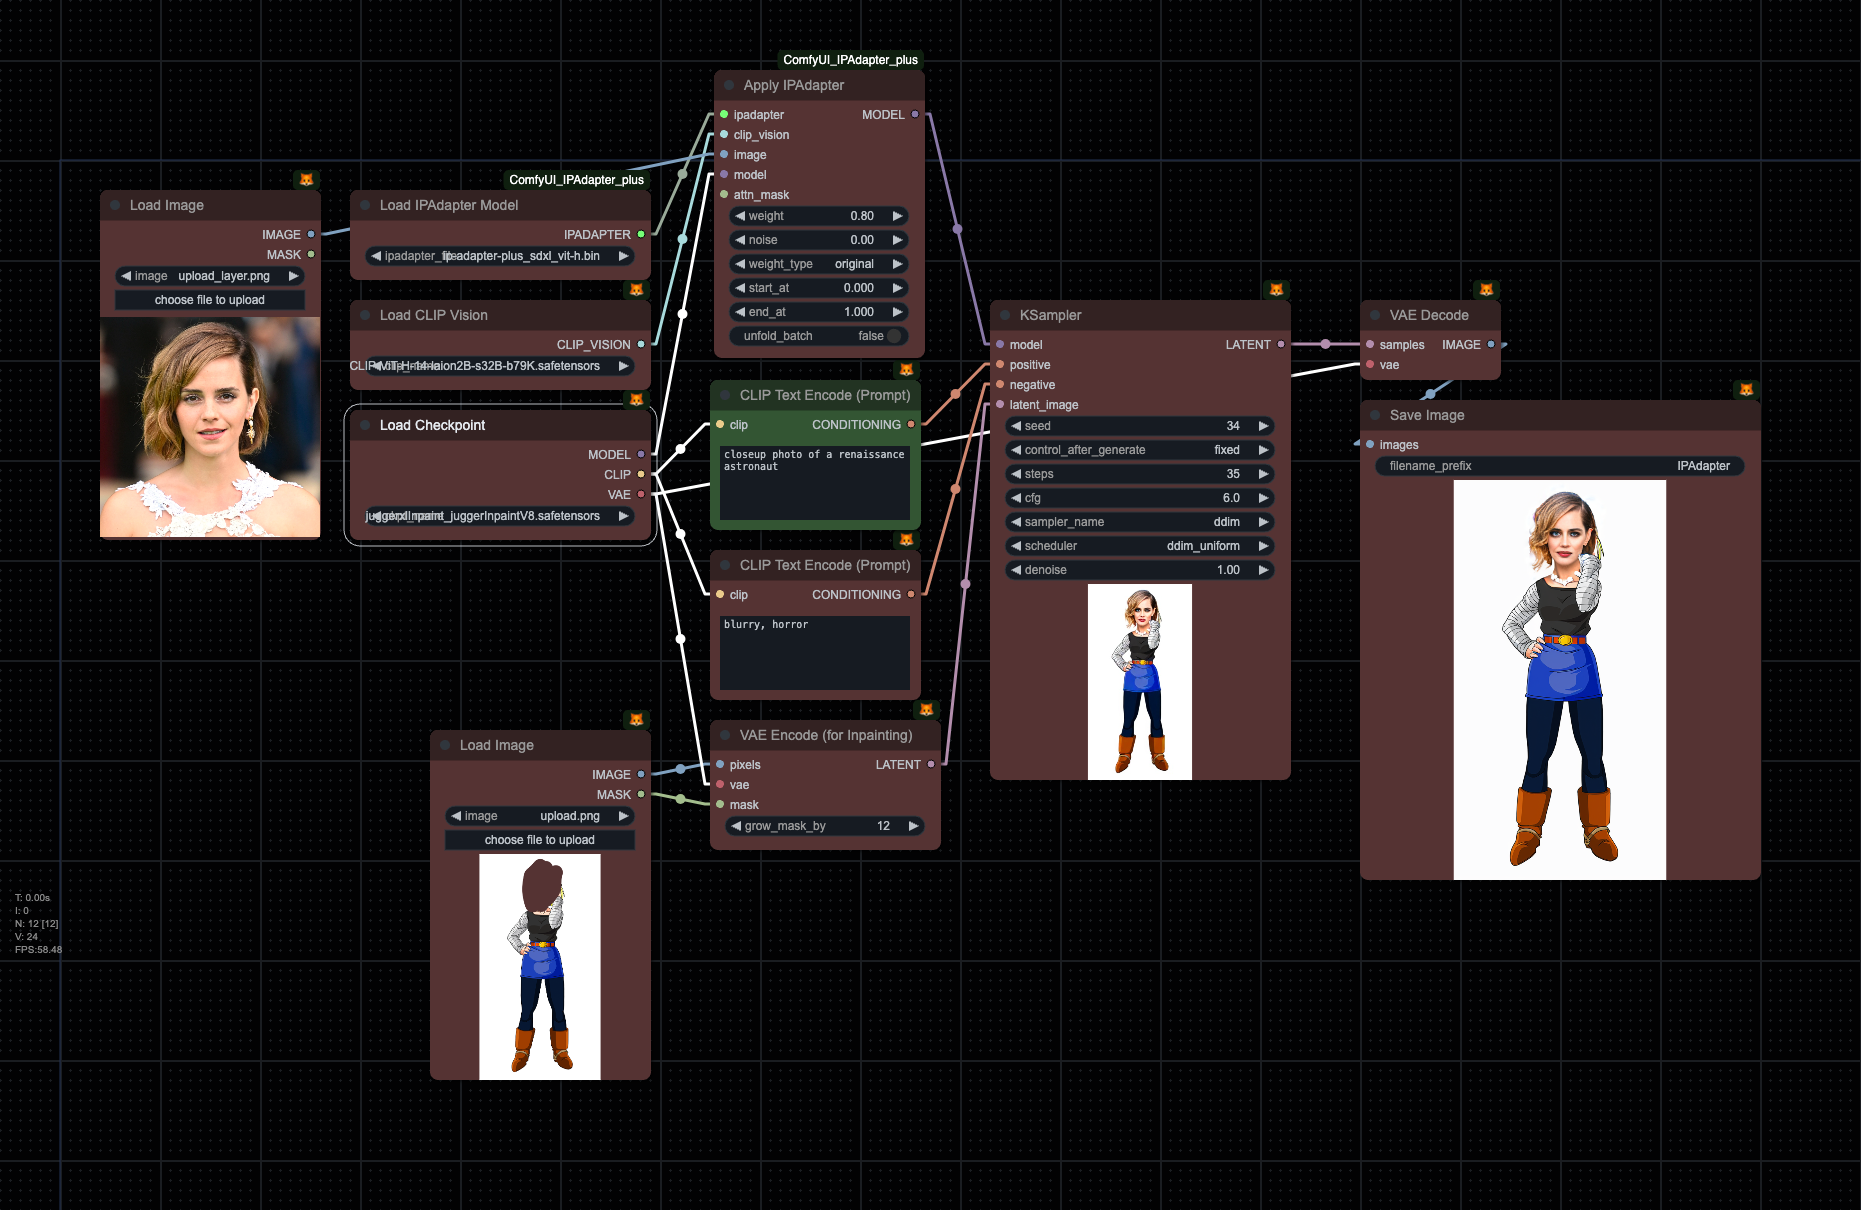 ComfyUI_IPAdapter_plus
Apply IPAdapter
ipadapter MODEL
clip_vision
image
model
attn_mask
weight 0.80
noise 0.00
weight_type original
start_at 0.000
end_at 1.000
unfold_batch false
Load Image
IMAGE
MASK
image upload_layer.png
choose file to upload
ComfyUI_IPAdapter_plus
Load IPAdapter Model
IPADAPTER
ip-adapter-plus_sdxl_vit-h.bin
Load CLIP Vision
CLIP_VISION
CLIP-ViT-H-14-laion2B-s32B-b79K.safetensors
Load Checkpoint
MODEL
CLIP
VAE
juggerInpaintV8.safetensors
CLIP Text Encode (Prompt)
clip CONDITIONING
closeup photo of a renaissance
astronaut
CLIP Text Encode (Prompt)
clip CONDITIONING
blurry, horror
Load Image
IMAGE
MASK
image upload.png
choose file to upload
VAE Encode (for Inpainting)
pixels LATENT
vae
mask
grow_mask_by 12
KSampler
model LATENT
positive
negative
latent_image
seed 34
control_after_generate fixed
steps 35
cfg 6.0
sampler_name ddim
scheduler ddim_uniform
denoise 1.00
VAE Decode
samples IMAGE
vae
Save Image
images
filename_prefix IPAdapter
T: 0.00s
I: 0
N: 12 [12]
V: 24
FPS:58.48